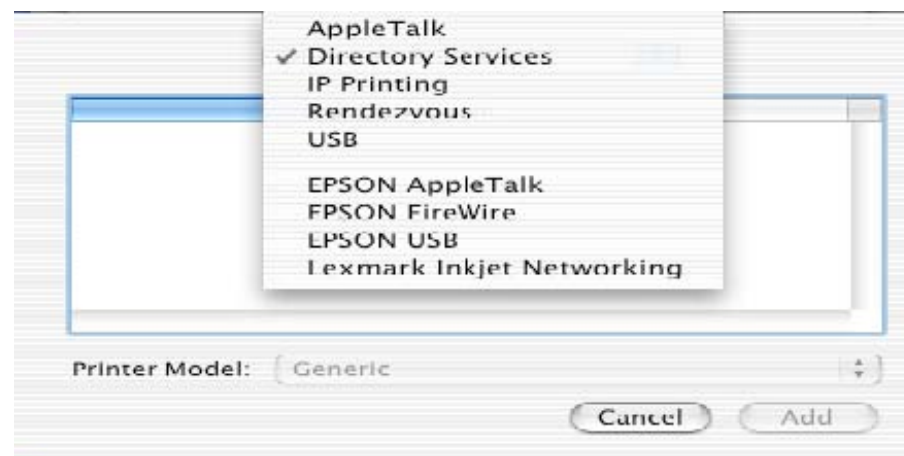 AppleTalk
✓ Directory Services
IP Printing
Rendezvous
USB
EPSON AppleTalk
EPSON FireWire
EPSON USB
Lexmark Inkjet Networking
Printer Model: Generic
Cancel Add